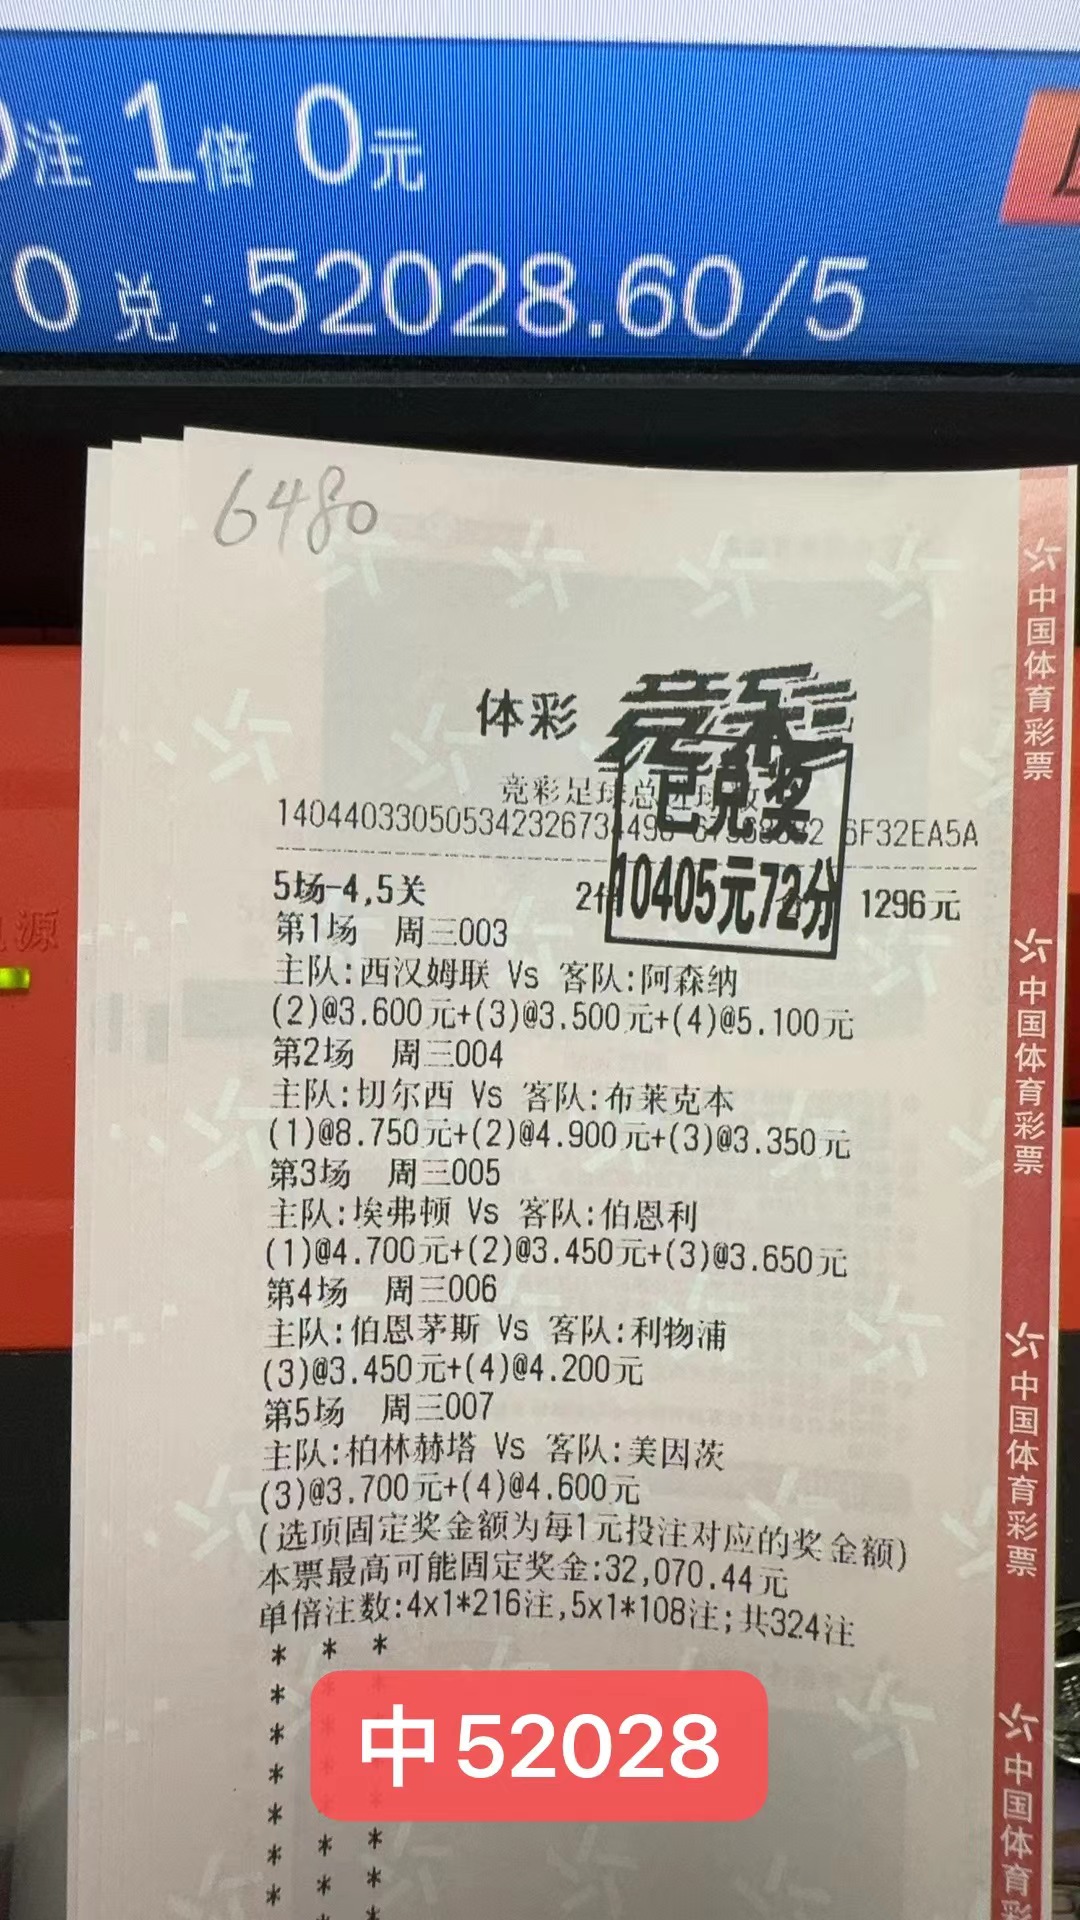 注 1倍 0元
0 兑:52028.60/5
6480
体彩 竞彩
竞彩足球总进球数
6F32EA5A
已兑奖
10405元72分
5场-4,5关 2倍 1296元
第1场 周三003
主队:西汉姆联 Vs 客队:阿森纳
(2)@3.600元+(3)@3.500元+(4)@5.100元
第2场 周三004
主队:切尔西 Vs 客队:布莱克本
(1)@8.750元+(2)@4.900元+(3)@3.350元
第3场 周三005
主队:埃弗顿 Vs 客队:伯恩利
(1)@4.700元+(2)@3.450元+(3)@3.650元
第4场 周三006
主队:伯恩茅斯 Vs 客队:利物浦
(3)@3.450元+(4)@4.200元
第5场 周三007
主队:柏林赫塔 Vs 客队:美因茨
(3)@3.700元+(4)@4.600元
(选项固定奖金额为每1元投注对应的奖金额)
本票最高可能固定奖金:32,070.44元
单倍注数:4x1*216注,5x1*108注;共324注
中52028
源
中国体育彩票
中国体育彩票
中国体育彩票
中国体育彩